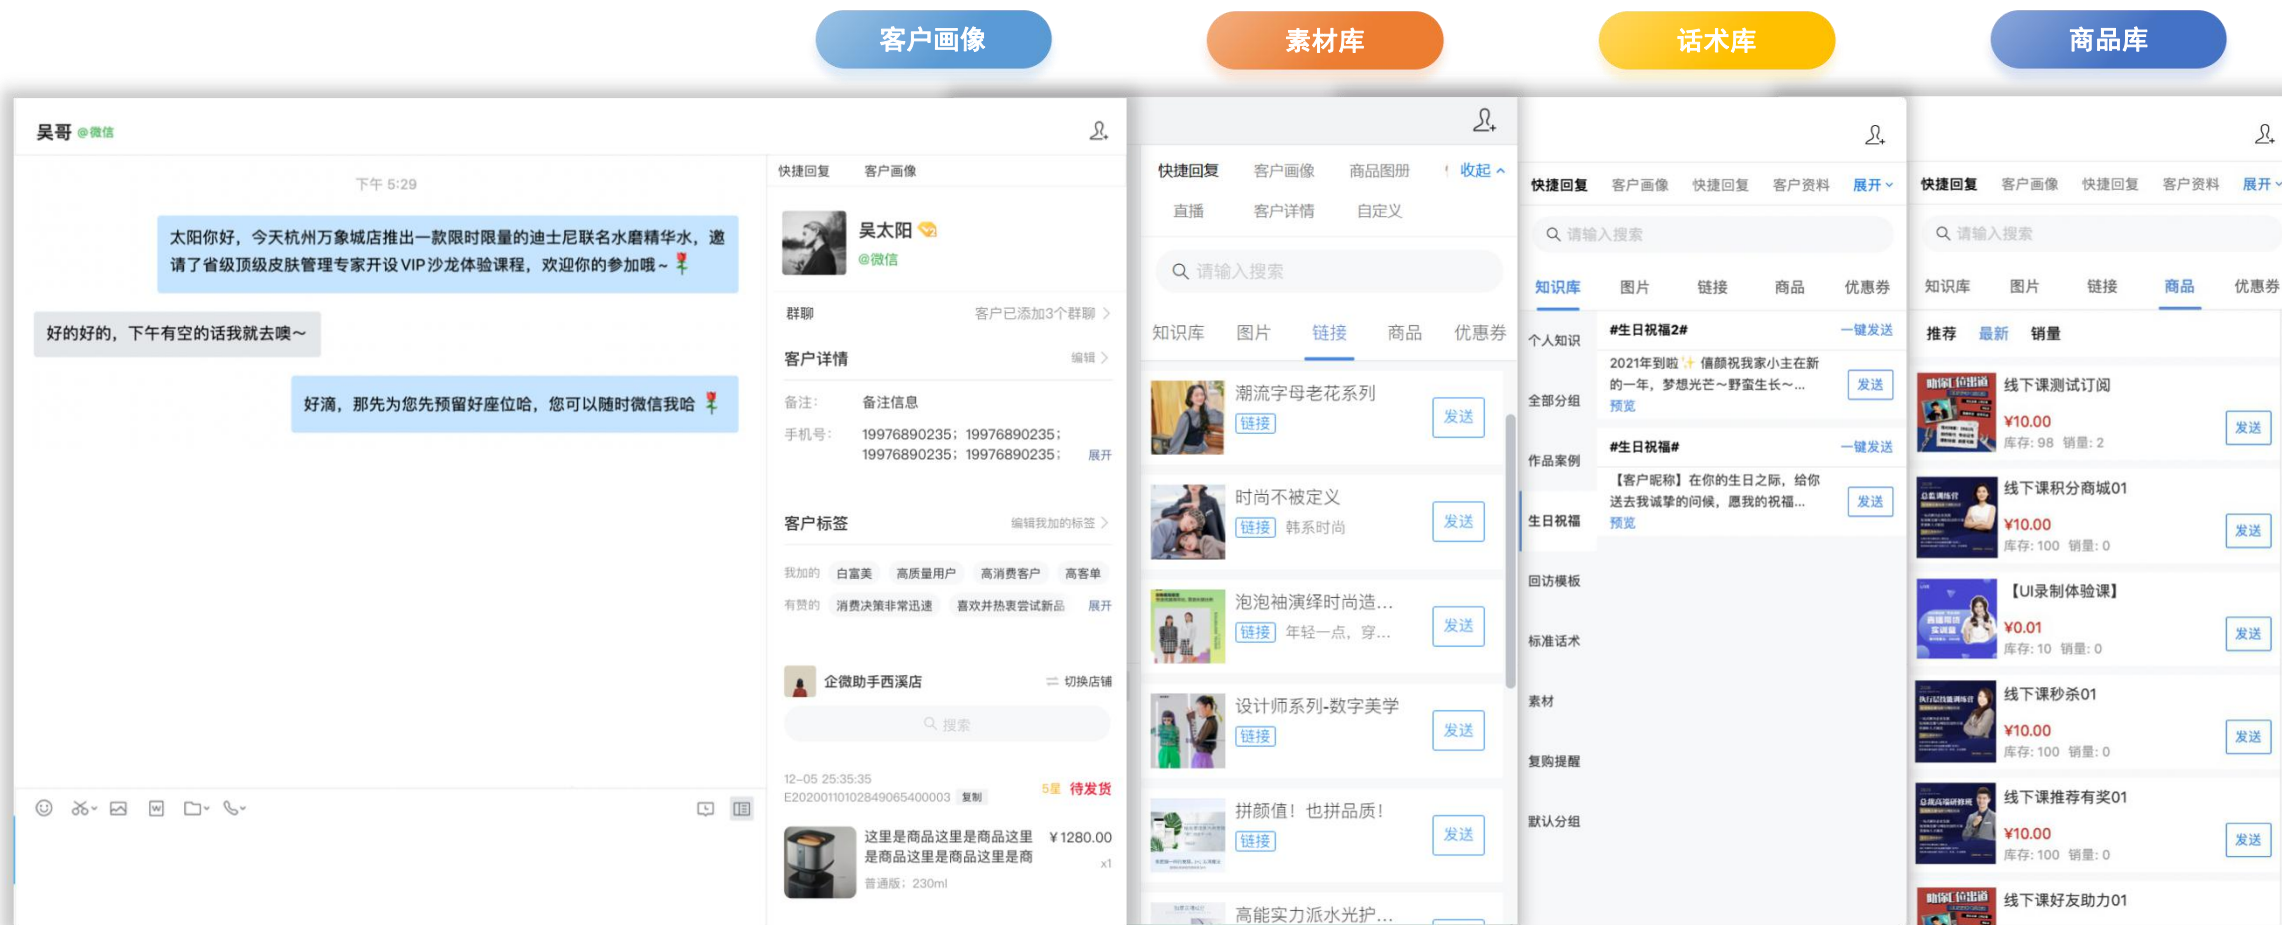 客户画像
素材库
话术库
商品库
吴哥 @微信
下午 5:29
太阳你好，今天杭州万象城店推出一款限时限量的迪士尼联名水磨精华水，邀
请了省级顶级皮肤管理专家开设VIP沙龙体验课程，欢迎你的参加哦~
好的好的，下午有空的话我就去噢～
好滴，那先为您先预留好座位哈，您可以随时微信我哈
快捷回复 客户画像
吴太阳
@微信
群聊 客户已添加3个群聊
客户详情 编辑
备注: 备注信息
手机号: 19976890235; 19976890235;
19976890235; 19976890235; 展开
客户标签 编辑我加的标签
我加的 白富美 高质量用户 高消费客户 高客单
有赞的 消费决策非常迅速 喜欢并热衷尝试新品 展开
企微助手西溪店 切换店铺
搜索
12-05 25:35:35
E20200110102849065400003 复制 5星 待发货
这里是商品这里是商品这里 ¥1280.00
是商品这里是商品这里是商 x1
普通版; 230ml
快捷回复 客户画像 商品图册 收起
直播 客户详情 自定义
请输入搜索
知识库 图片 链接 商品 优惠券
潮流字母老花系列
链接
发送
时尚不被定义
链接 韩系时尚
发送
泡泡袖演绎时尚造...
链接 年轻一点，穿...
发送
设计师系列-数字美学
链接
发送
拼颜值！也拼品质！
链接
发送
高能实力派水光护...
快捷回复 客户画像 快捷回复 客户资料 展开
请输入搜索
知识库 图片 链接 商品 优惠券
个人知识
全部分组
作品案例
生日祝福
回访模板
标准话术
素材
复购提醒
默认分组
#生日祝福2# 一键发送
2021年到啦✨ 僖颜祝我家小主在新
的一年，梦想光芒～野蛮生长～...
预览
发送
#生日祝福# 一键发送
【客户昵称】在你的生日之际，给你
送去我诚挚的问候，愿我的祝福...
预览
发送
快捷回复 客户画像 快捷回复 客户资料 展开
请输入搜索
知识库 图片 链接 商品 优惠券
推荐 最新 销量
线下课测试订阅
¥10.00
库存: 98 销量: 2
发送
总监训练营
线下课积分商城01
¥10.00
库存: 100 销量: 0
发送
【UI录制体验课】
¥0.01
库存: 10 销量: 0
发送
线下课秒杀01
¥10.00
库存: 100 销量: 0
发送
总裁高端研修班
线下课推荐有奖01
¥10.00
库存: 100 销量: 0
发送
线下课好友助力01